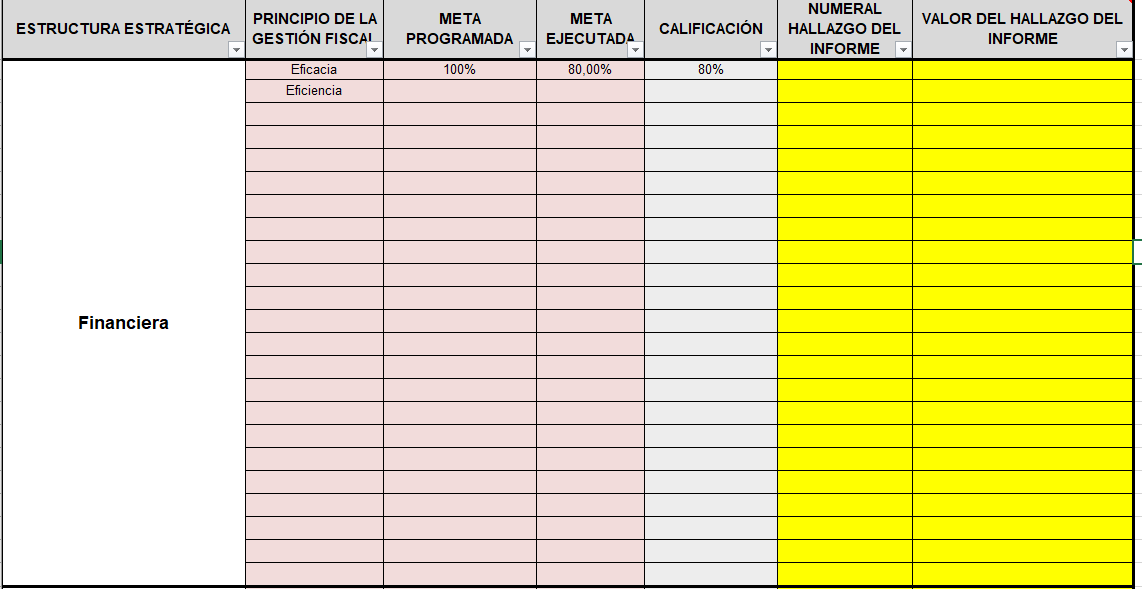 ESTRUCTURA ESTRATÉGICA
PRINCIPIO DE LA
GESTIÓN FISCAL
META
PROGRAMADA
META
EJECUTADA
CALIFICACIÓN
NUMERAL
HALLAZGO DEL
INFORME
VALOR DEL HALLAZGO DEL
INFORME
Eficacia 100% 80,00% 80%
Eficiencia
Financiera